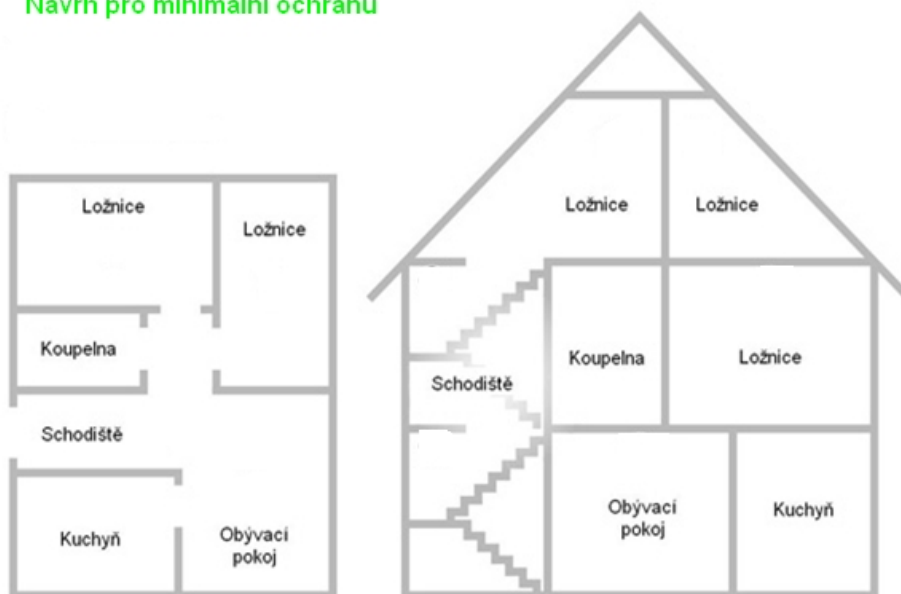 Návrh pro minimální ochranu
Ložnice
Ložnice
Koupelna
Schodiště
Kuchyň
Obývací
pokoj
Ložnice
Ložnice
Koupelna
Ložnice
Schodiště
Obývací
pokoj
Kuchyň